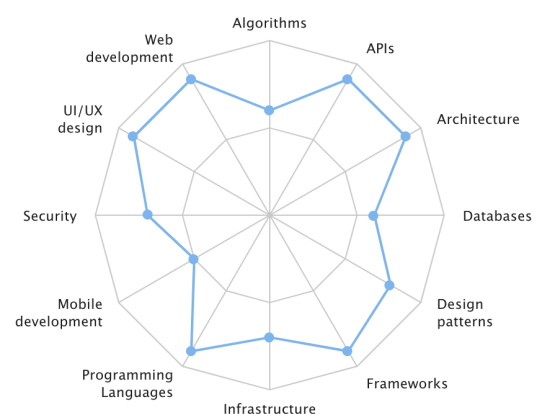 Algorithms
APIs
Architecture
Databases
Design
patterns
Frameworks
Infrastructure
Programming
Languages
Mobile
development
Security
UI/UX
design
Web
development